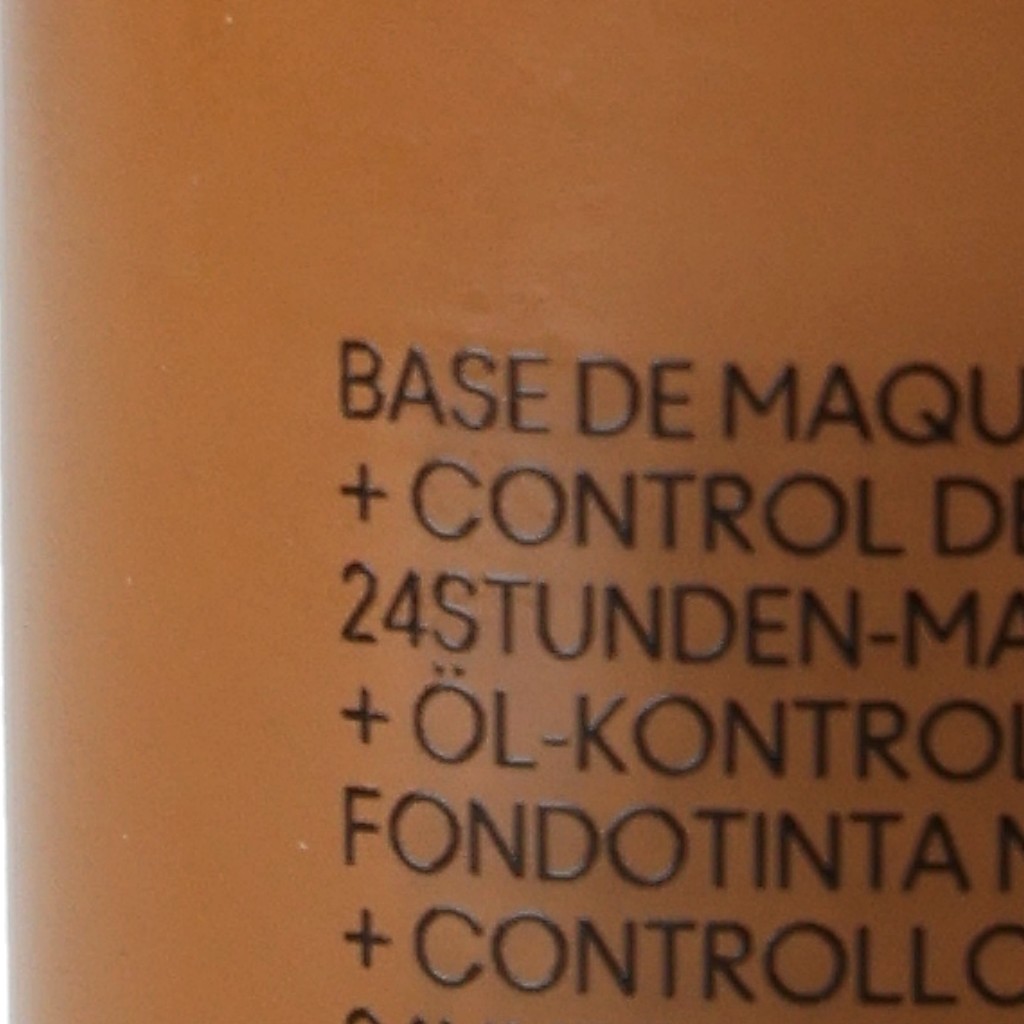 BASE DE MAQU
+ CONTROL DE
24STUNDEN-MA
+ ÖL-KONTROL
FONDOTINTA
+ CONTROLLO